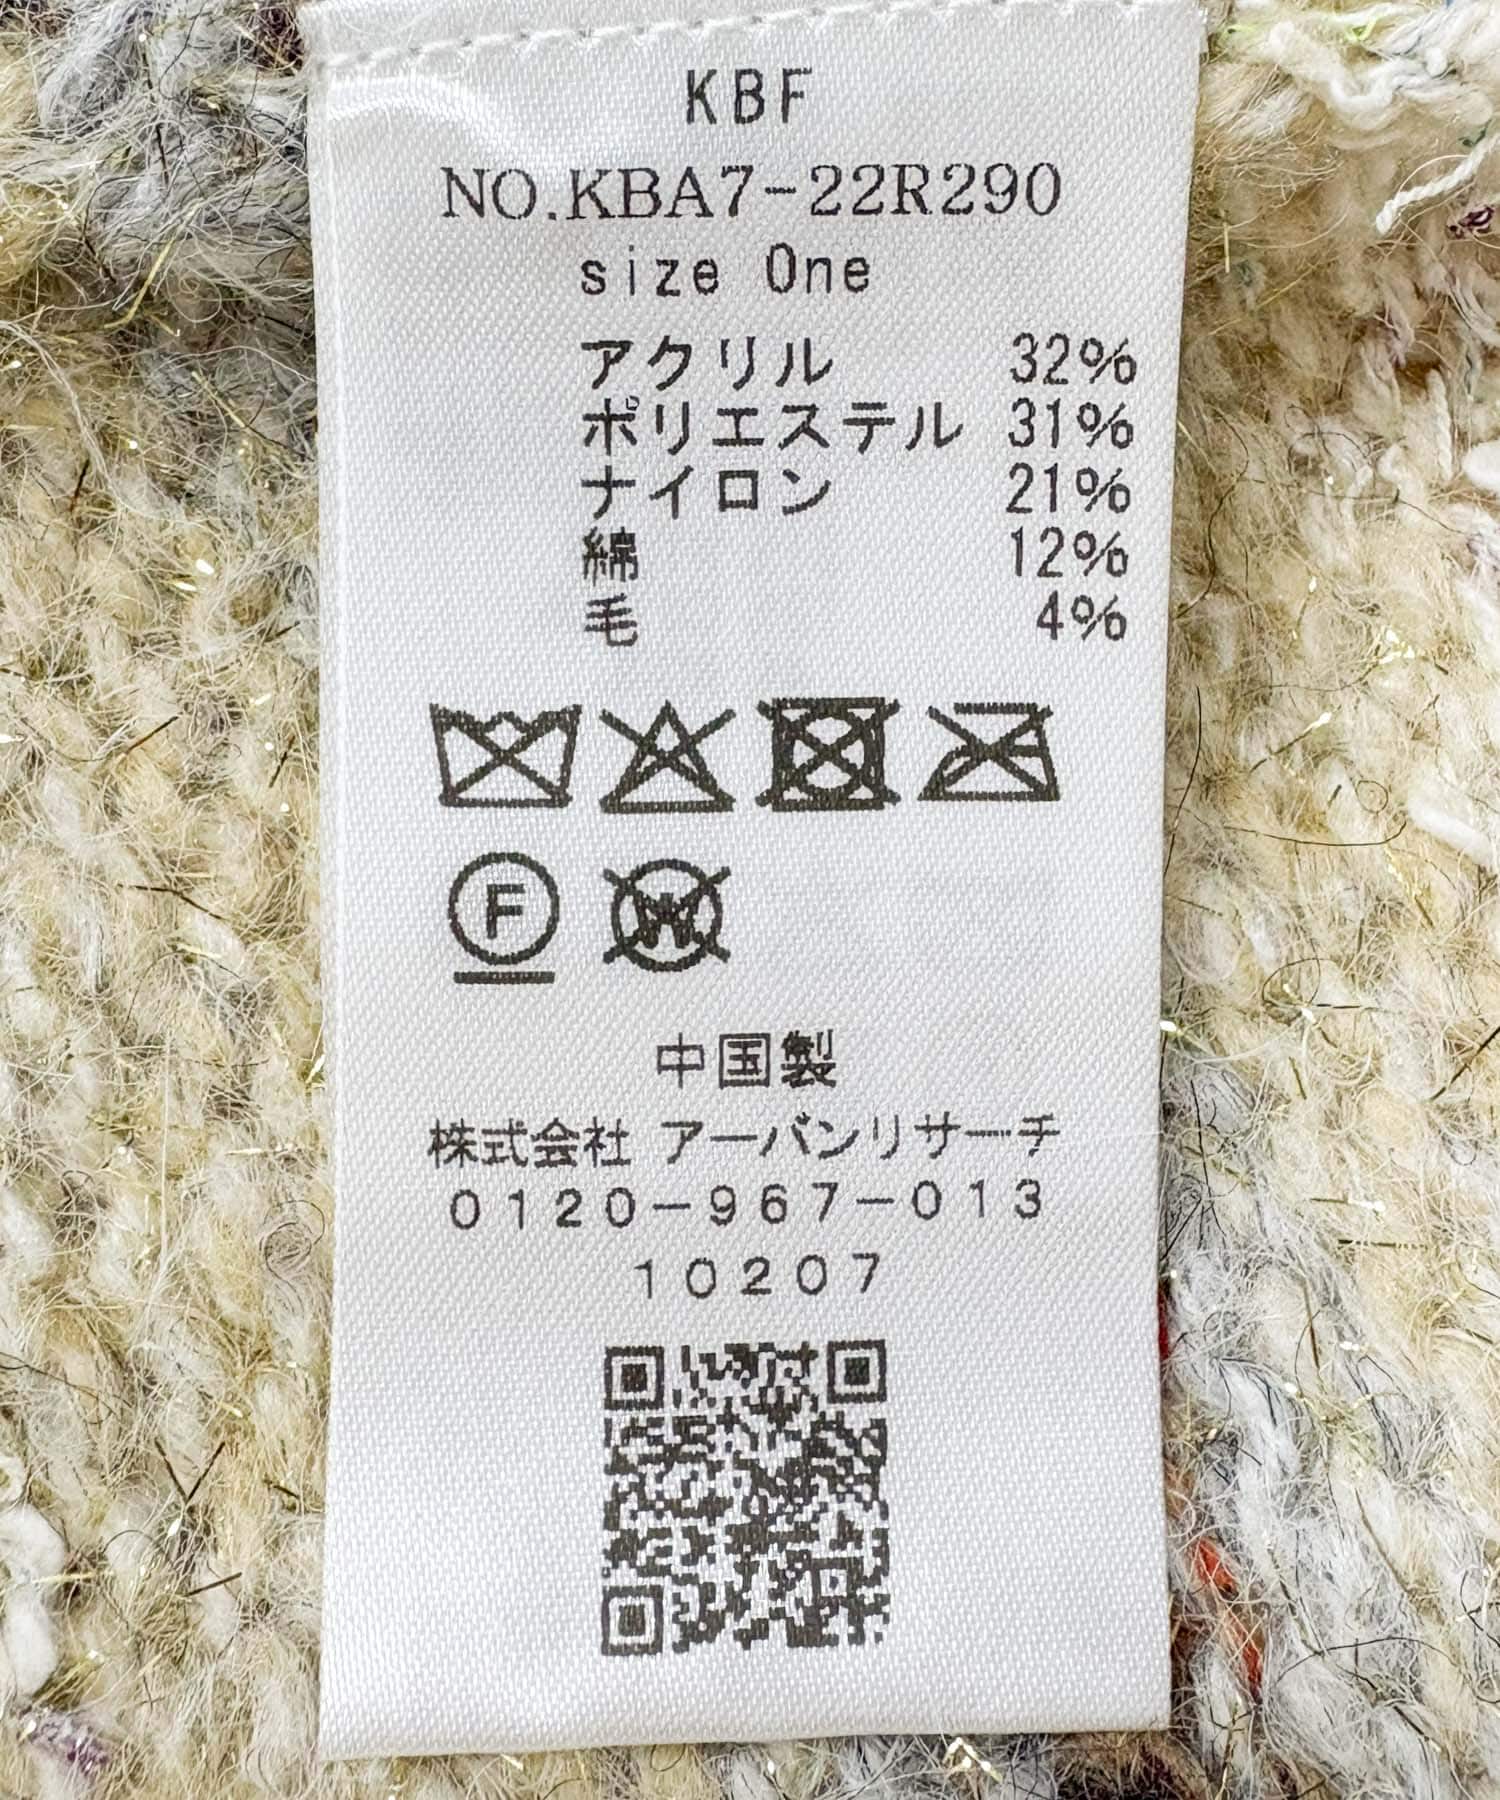 KBF
NO.KBA7-22R290
size One
アクリル 32%
ポリエステル 31%
ナイロン 21%
綿 12%
毛 4%
F W
中国製
株式会社 アーバンリサーチ
0120-967-013
10207